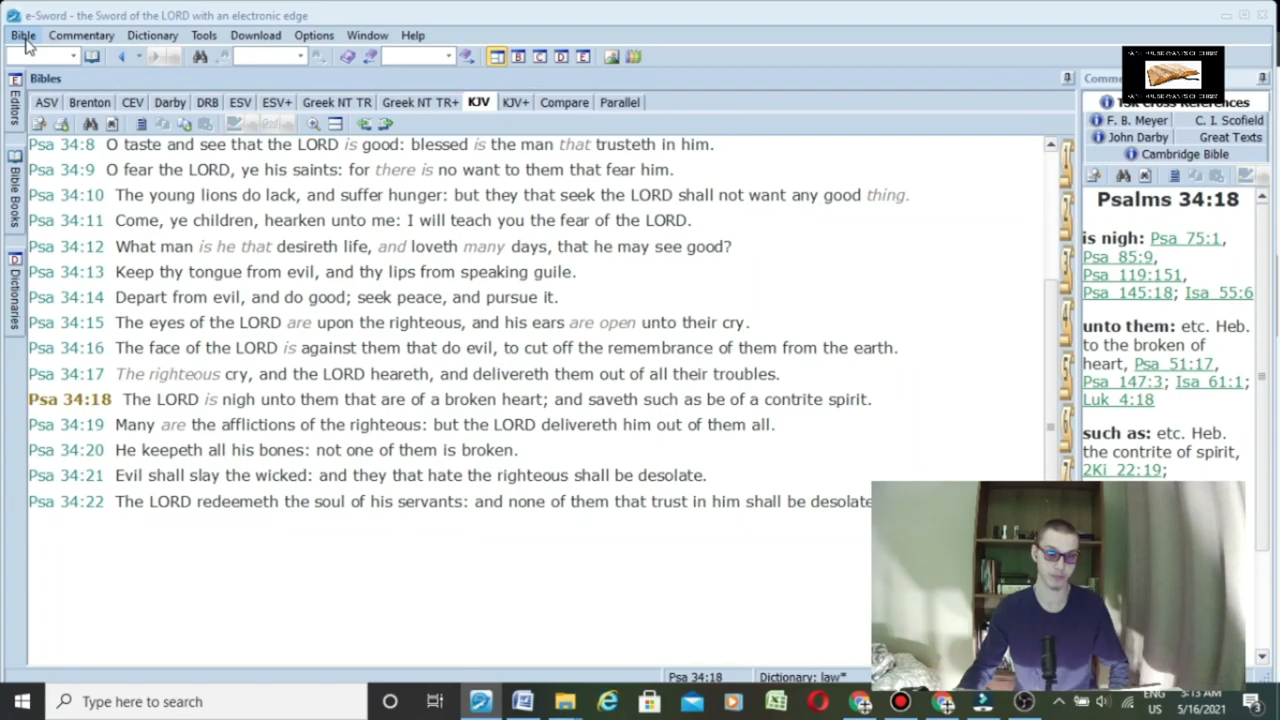 e-Sword - the Sword of the LORD with an electronic edge
Bible Commentary Dictionary Tools Download Options Window Help
Bibles
ASV Brenton CEV Darby DRB ESV ESV+ Greek NT TR Greek NT TR+ KJV Compare Parallel
Editors
Bible Books
Dictionaries
Psa 34:8 O taste and see that the LORD is good: blessed is the man that trusteth in him.
Psa 34:9 O fear the LORD, ye his saints: for there is no want to them that fear him.
Psa 34:10 The young lions do lack, and suffer hunger: but they that seek the LORD shall not want any good thing.
Psa 34:11 Come, ye children, hearken unto me: I will teach you the fear of the LORD.
Psa 34:12 What man is he that desireth life, and loveth many days, that he may see good?
Psa 34:13 Keep thy tongue from evil, and thy lips from speaking guile.
Psa 34:14 Depart from evil, and do good; seek peace, and pursue it.
Psa 34:15 The eyes of the LORD are upon the righteous, and his ears are open unto their cry.
Psa 34:16 The face of the LORD is against them that do evil, to cut off the remembrance of them from the earth.
Psa 34:17 The righteous cry, and the LORD heareth, and delivereth them out of all their troubles.
Psa 34:18 The LORD is nigh unto them that are of a broken heart; and saveth such as be of a contrite spirit.
Psa 34:19 Many are the afflictions of the righteous: but the LORD delivereth him out of them all.
Psa 34:20 He keepeth all his bones: not one of them is broken.
Psa 34:21 Evil shall slay the wicked: and they that hate the righteous shall be desolate.
Psa 34:22 The LORD redeemeth the soul of his servants: and none of them that trust in him shall be desolate
Cross References
F. B. Meyer C. I. Scofield
John Darby Great Texts
Cambridge Bible
Psalms 34:18
is nigh: Psa 75:1,
Psa 85:9,
Psa 119:151,
Psa 145:18; Isa 55:6
unto them: etc. Heb.
to the broken of
heart, Psa 51:17,
Psa 147:3; Isa 61:1;
Luk 4:18
such as: etc. Heb.
the contrite of spirit,
2Ki 22:19;
Psa 34:18 Dictionary: law*
Type here to search
ENG
US
5:13 AM
5/16/2021
3